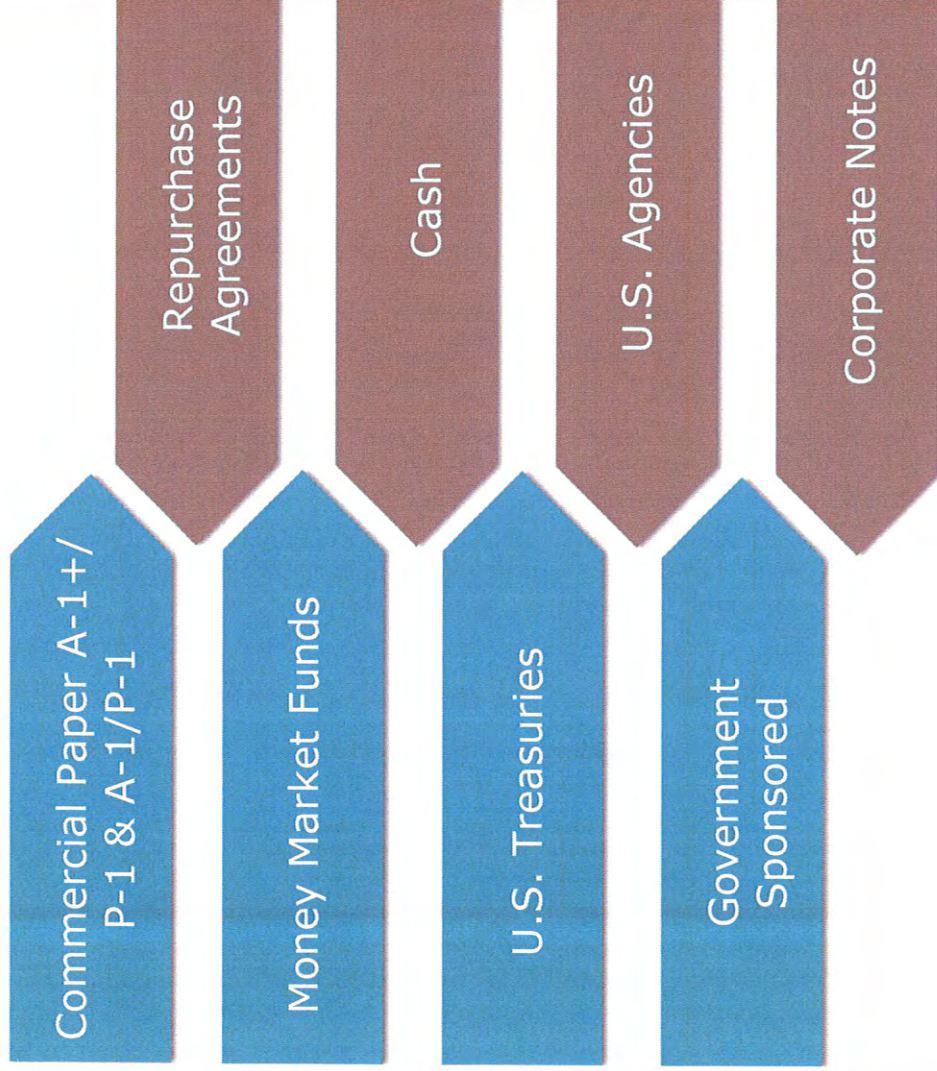 Commercial Paper A-1+/
P-1 & A-1/P-1
Repurchase
Agreements
Money Market Funds
Cash
U.S. Treasuries
U.S. Agencies
Government
Sponsored
Corporate Notes